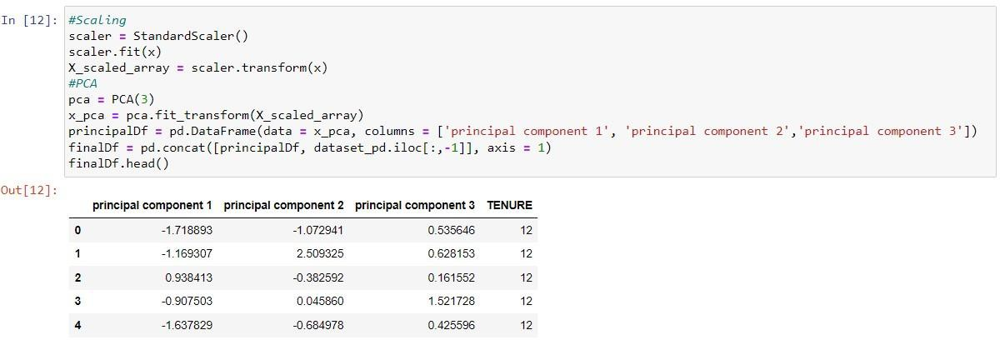 In [12]: #Scaling
scaler = StandardScaler()
scaler.fit(x)
X_scaled_array = scaler.transform(x)
#PCA
pca = PCA(3)
x_pca = pca.fit_transform(X_scaled_array)
principalDf = pd.DataFrame(data = x_pca, columns = ['principal component 1', 'principal component 2','principal component 3'])
finalDf = pd.concat([principalDf, dataset_pd.iloc[:,-1]], axis = 1)
finalDf.head()
Out[12]:
principal component 1 principal component 2 principal component 3 TENURE
0 -1.718893 -1.072941 0.535646 12
1 -1.169307 2.509325 0.628153 12
2 0.938413 -0.382592 0.161552 12
3 -0.907503 0.045860 1.521728 12
4 -1.637829 -0.684978 0.425596 12